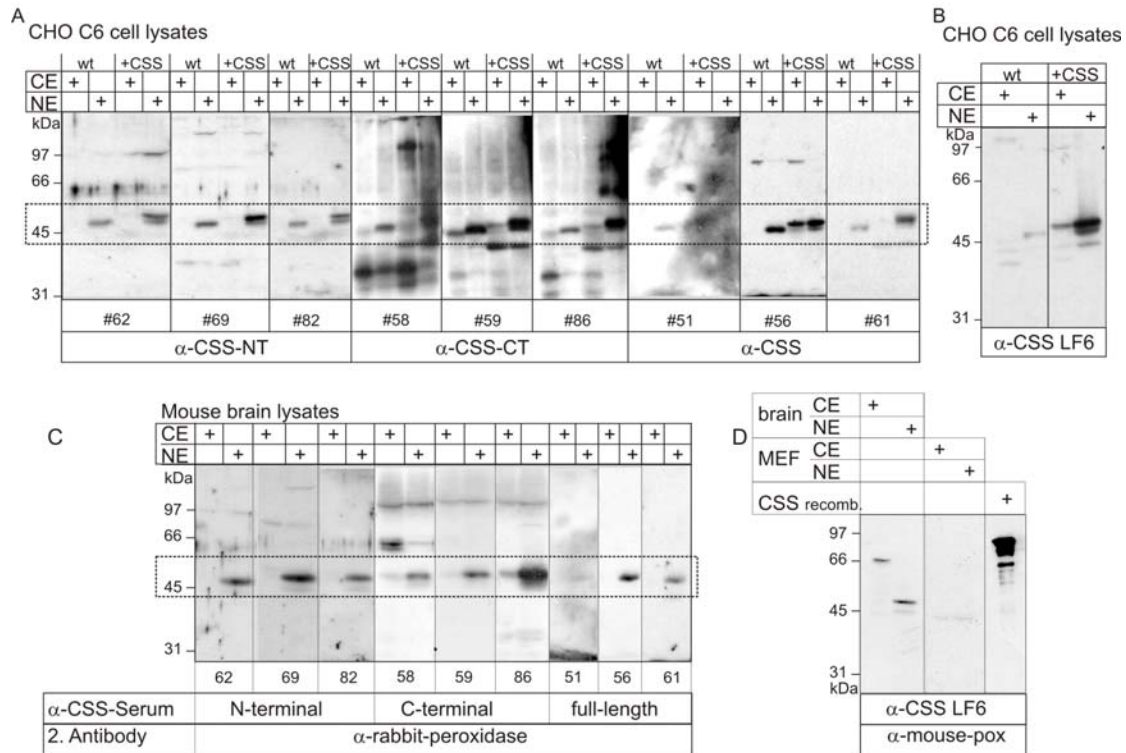 A
CHO C6 cell lysates
wt +CSS wt +CSS wt +CSS wt +CSS wt +CSS wt +CSS wt +CSS wt +CSS wt +CSS
CE + + + + + + + + + + + + + + + + + +
NE + + + + + + + + + + + + + + + + + +
kDa
97
66
45
31
#62 #69 #82 #58 #59 #86 #51 #56 #61
α-CSS-NT α-CSS-CT α-CSS
B
CHO C6 cell lysates
wt +CSS
CE + +
NE + +
kDa
97
66
45
31
α-CSS LF6
C
Mouse brain lysates
CE + + + + + + + + +
NE + + + + + + + + +
kDa
97
66
45
31
62 69 82 58 59 86 51 56 61
α-CSS-Serum N-terminal C-terminal full-length
2. Antibody α-rabbit-peroxidase
D
brain CE +
NE +
MEF CE +
NE +
CSS recomb. +
97
66
45
31
kDa
α-CSS LF6
α-mouse-pox